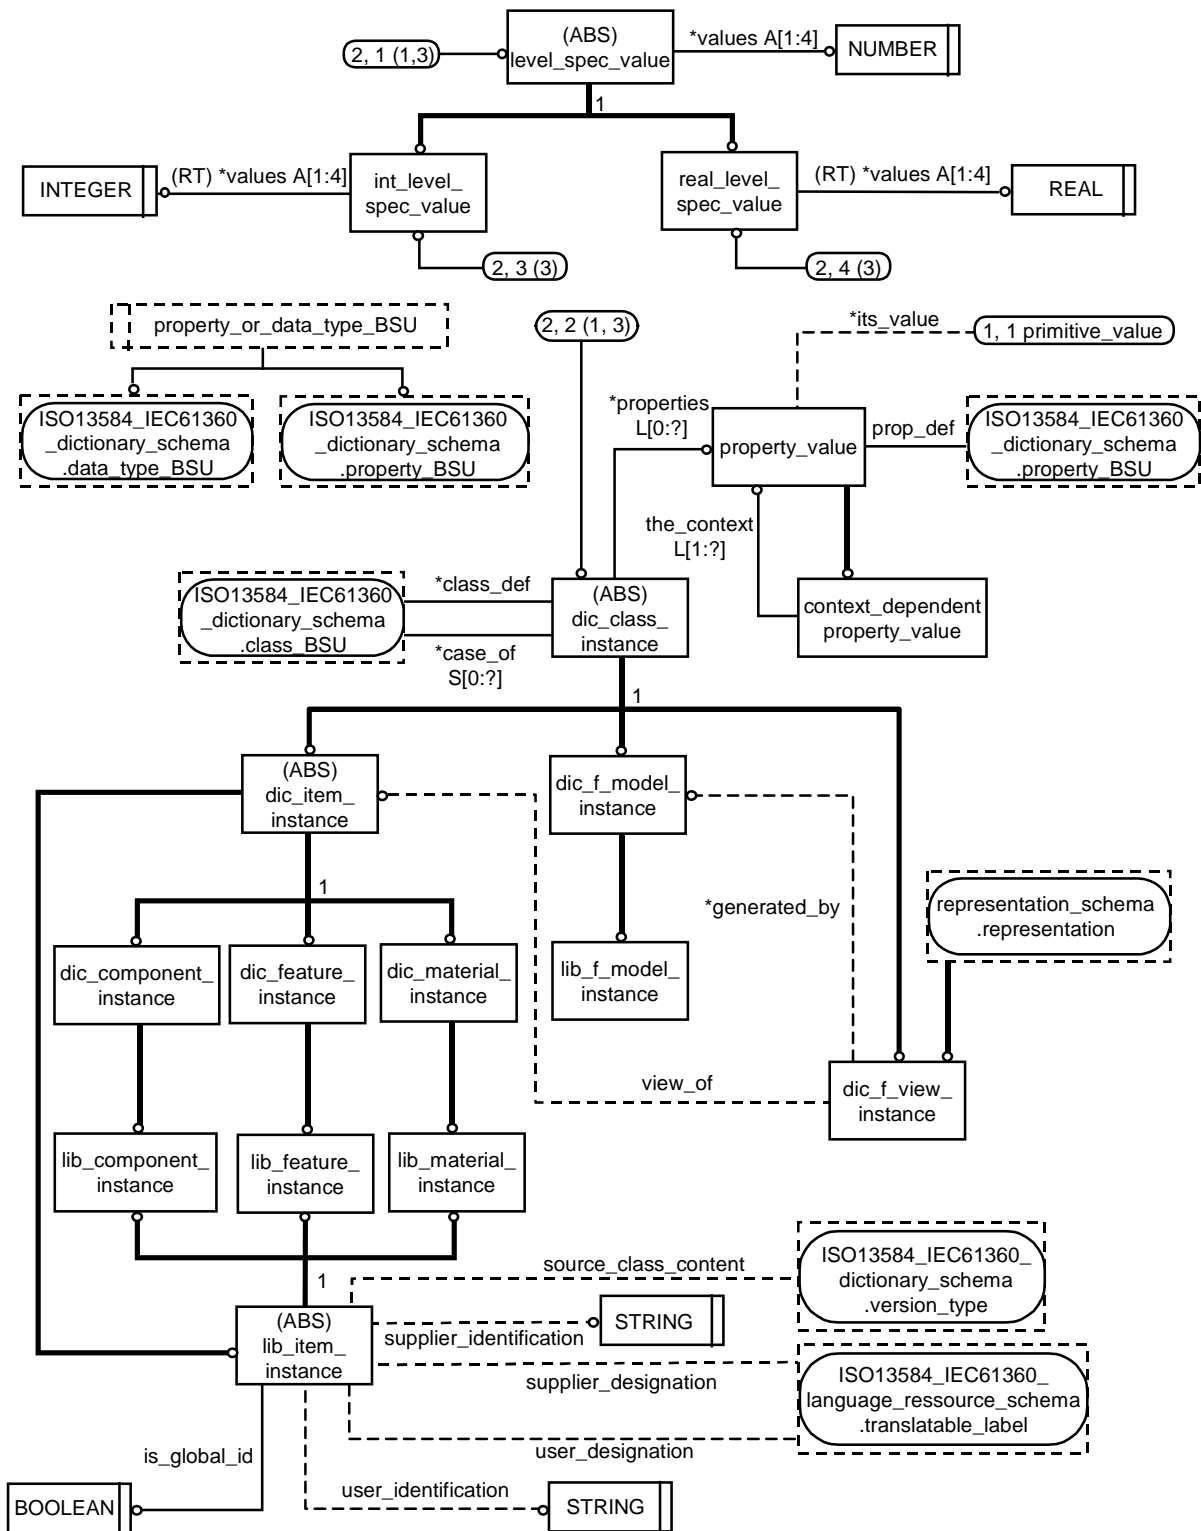 (ABS)
level_spec_value
2, 1 (1,3)
*values A[1:4]
NUMBER
1
INTEGER
(RT) *values A[1:4]
int_level_
spec_value
real_level_
spec_value
(RT) *values A[1:4]
REAL
2, 3 (3)
2, 4 (3)
property_or_data_type_BSU
2, 2 (1, 3)
*its_value
1, 1 primitive_value
ISO13584_IEC61360
_dictionary_schema
.data_type_BSU
ISO13584_IEC61360
_dictionary_schema
.property_BSU
*properties
L[0:?]
property_value
prop_def
ISO13584_IEC61360
_dictionary_schema
.property_BSU
the_context
L[1:?]
ISO13584_IEC61360
_dictionary_schema
.class_BSU
*class_def
*case_of
S[0:?]
(ABS)
dic_class_
instance
context_dependent_
property_value
1
(ABS)
dic_item_
instance
dic_f_model_
instance
1
*generated_by
representation_schema
.representation
dic_component_
instance
dic_feature_
instance
dic_material_
instance
lib_f_model_
instance
view_of
dic_f_view_
instance
lib_component_
instance
lib_feature_
instance
lib_material_
instance
1
source_class_content
ISO13584_IEC61360_
dictionary_schema
.version_type
(ABS)
lib_item_
instance
supplier_identification
STRING
supplier_designation
ISO13584_IEC61360_
language_ressource_schema
.translatable_label
user_designation
is_global_id
user_identification
BOOLEAN
STRING